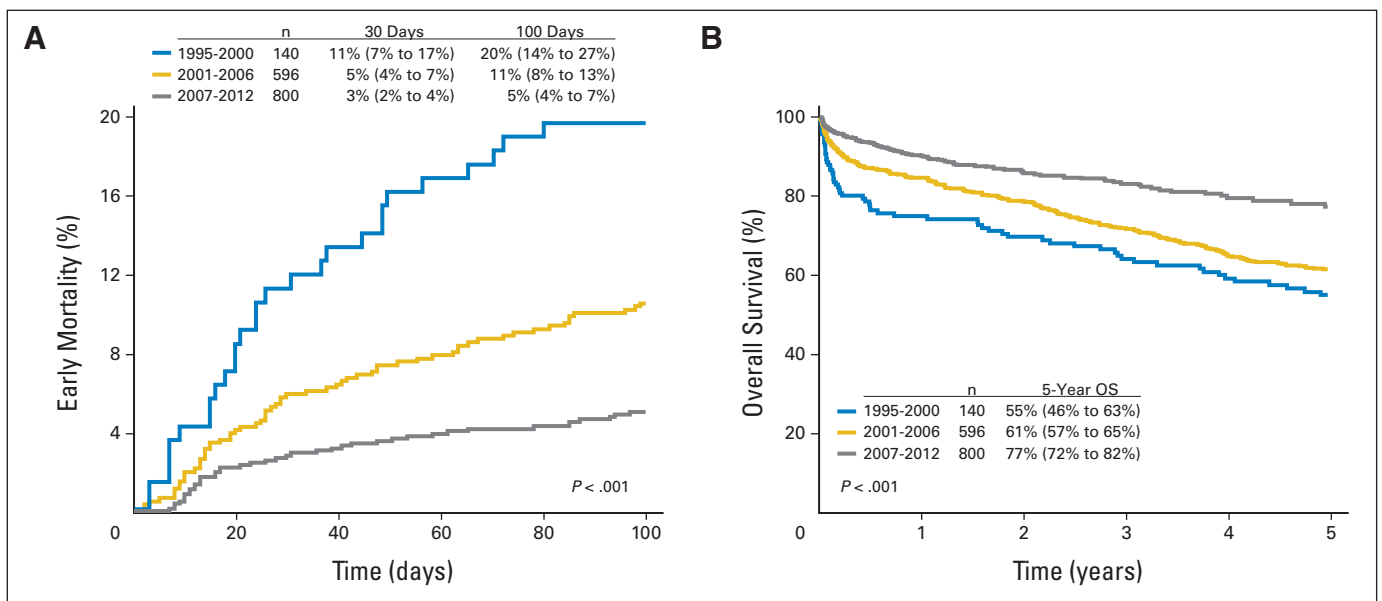 A
n 30 Days 100 Days
1995-2000 140 11% (7% to 17%) 20% (14% to 27%)
2001-2006 596 5% (4% to 7%) 11% (8% to 13%)
2007-2012 800 3% (2% to 4%) 5% (4% to 7%)
Early Mortality (%)
20
16
12
8
4
P < .001
0 20 40 60 80 100
Time (days)
B
Overall Survival (%)
100
80
60
40
20
n 5-Year OS
1995-2000 140 55% (46% to 63%)
2001-2006 596 61% (57% to 65%)
2007-2012 800 77% (72% to 82%)
P < .001
0 1 2 3 4 5
Time (years)